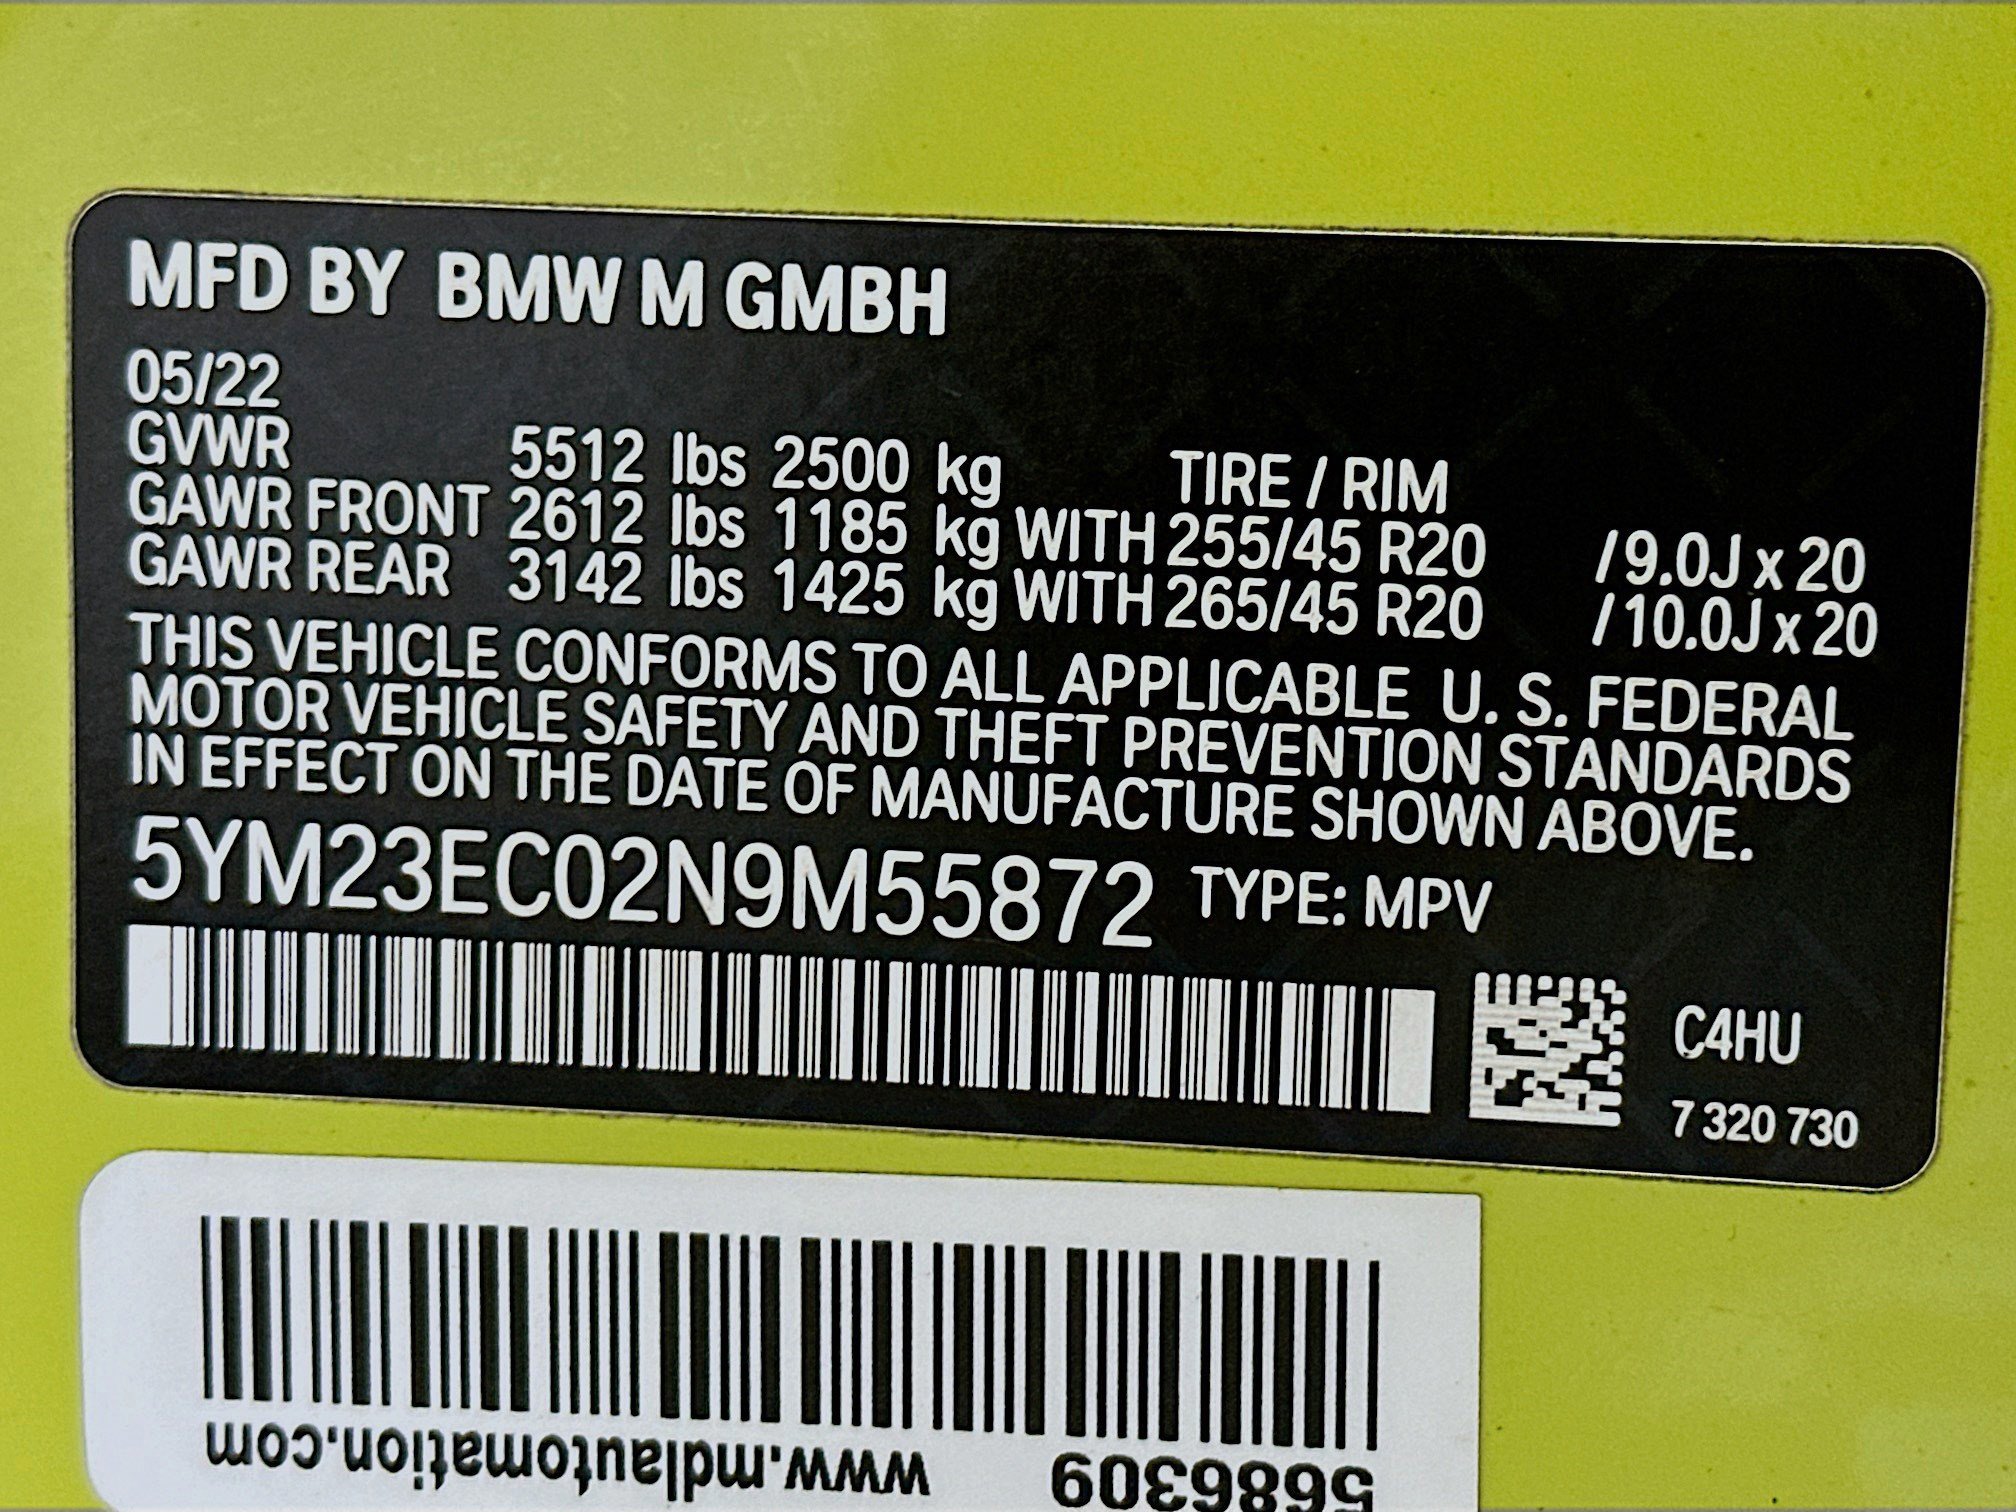 MFD BY BMW M GMBH
05/22
GVWR 5512 lbs 2500 kg TIRE / RIM
GAWR FRONT 2612 lbs 1185 kg WITH 255/45 R20 /9.0J x 20
GAWR REAR 3142 lbs 1425 kg WITH 265/45 R20 /10.0J x 20
THIS VEHICLE CONFORMS TO ALL APPLICABLE U. S. FEDERAL
MOTOR VEHICLE SAFETY AND THEFT PREVENTION STANDARDS
IN EFFECT ON THE DATE OF MANUFACTURE SHOWN ABOVE.
5YM23EC02N9M55872 TYPE: MPV
C4HU
7 320 730
5686309 www.mdlautomation.com